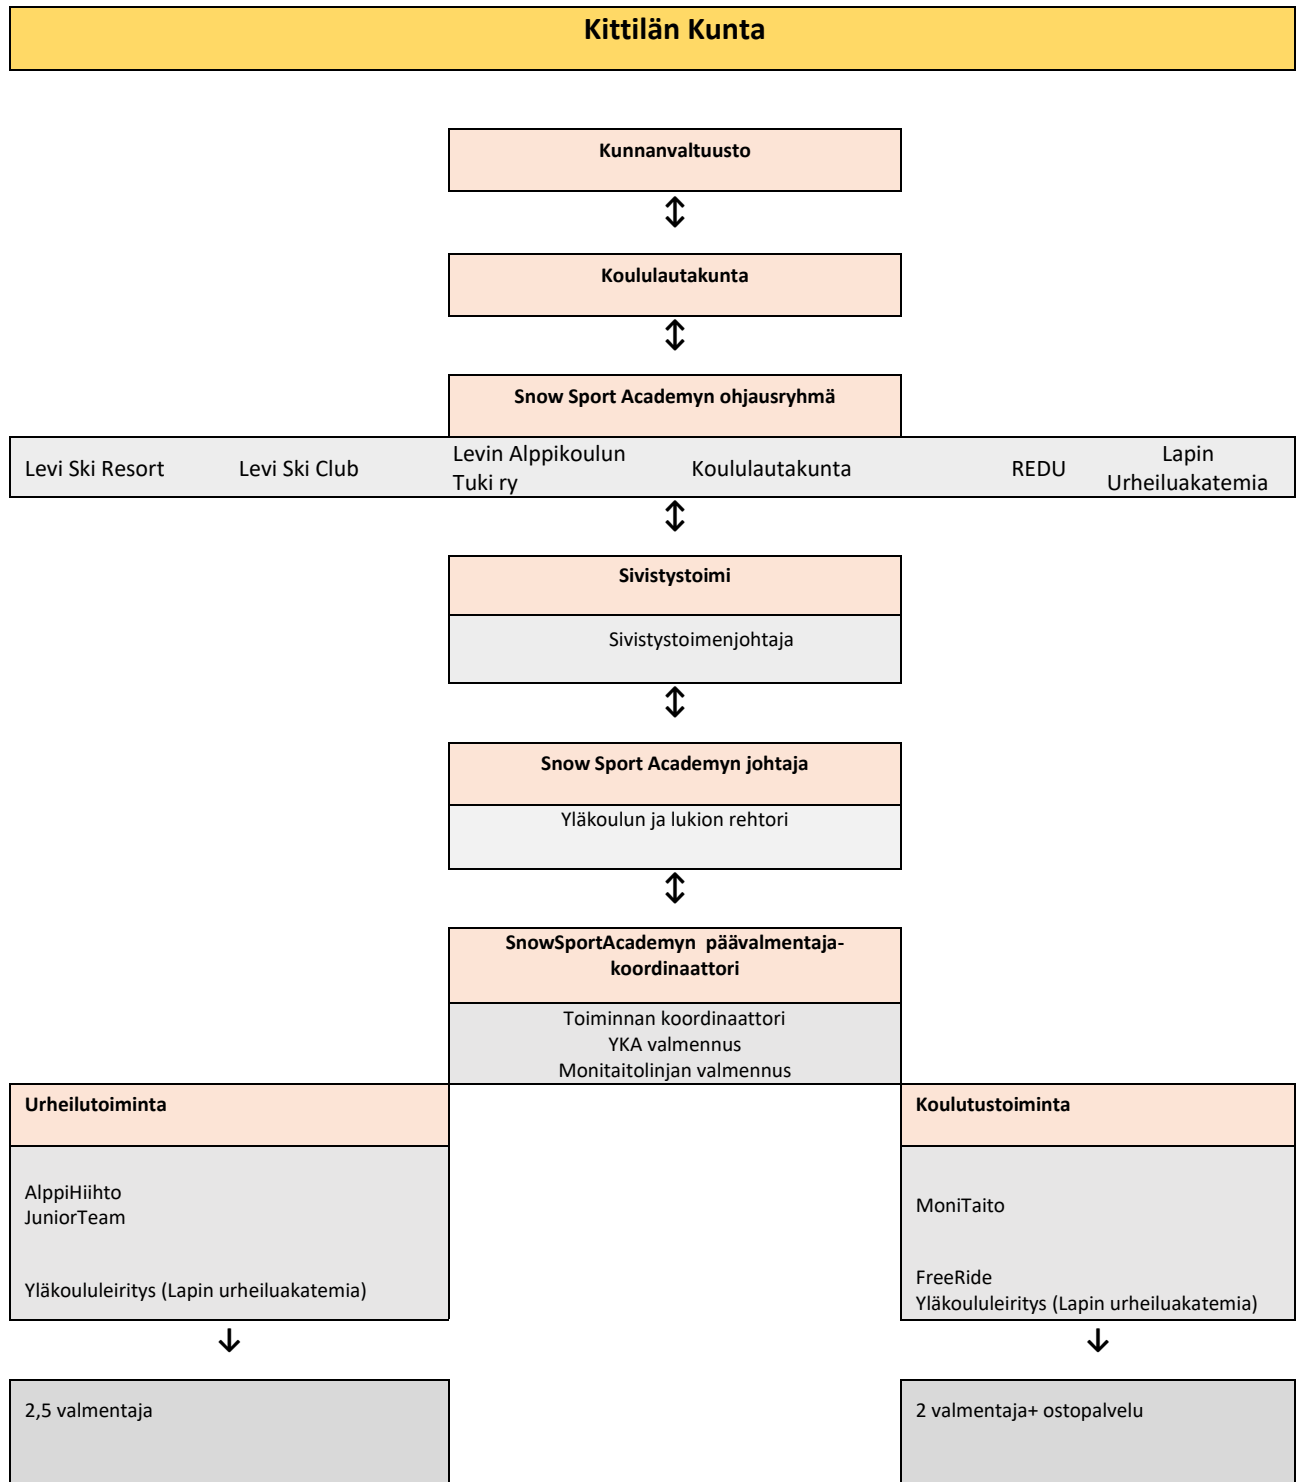 Kittilän Kunta
Kunnanvaltuusto
Koululautakunta
Snow Sport Academyn ohjausryhmä
Levi Ski Resort
Levi Ski Club
Levin Alppikoulun
Tuki ry
Koululautakunta
REDU
Lapin
Urheiluakatemia
Sivistystoimi
Sivistystoimenjohtaja
Snow Sport Academyn johtaja
Yläkoulun ja lukion rehtori
SnowSportAcademyn päävalmentaja-
koordinaattori
Toiminnan koordinaattori
YKA valmennus
Monitaitolinjan valmennus
Urheilutoiminta
AlppiHiihto
JuniorTeam
Yläkoululeiritys (Lapin urheiluakatemia)
2,5 valmentaja
Koulutustoiminta
MoniTaito
FreeRide
Yläkoululeiritys (Lapin urheiluakatemia)
2 valmentaja+ ostopalvelu